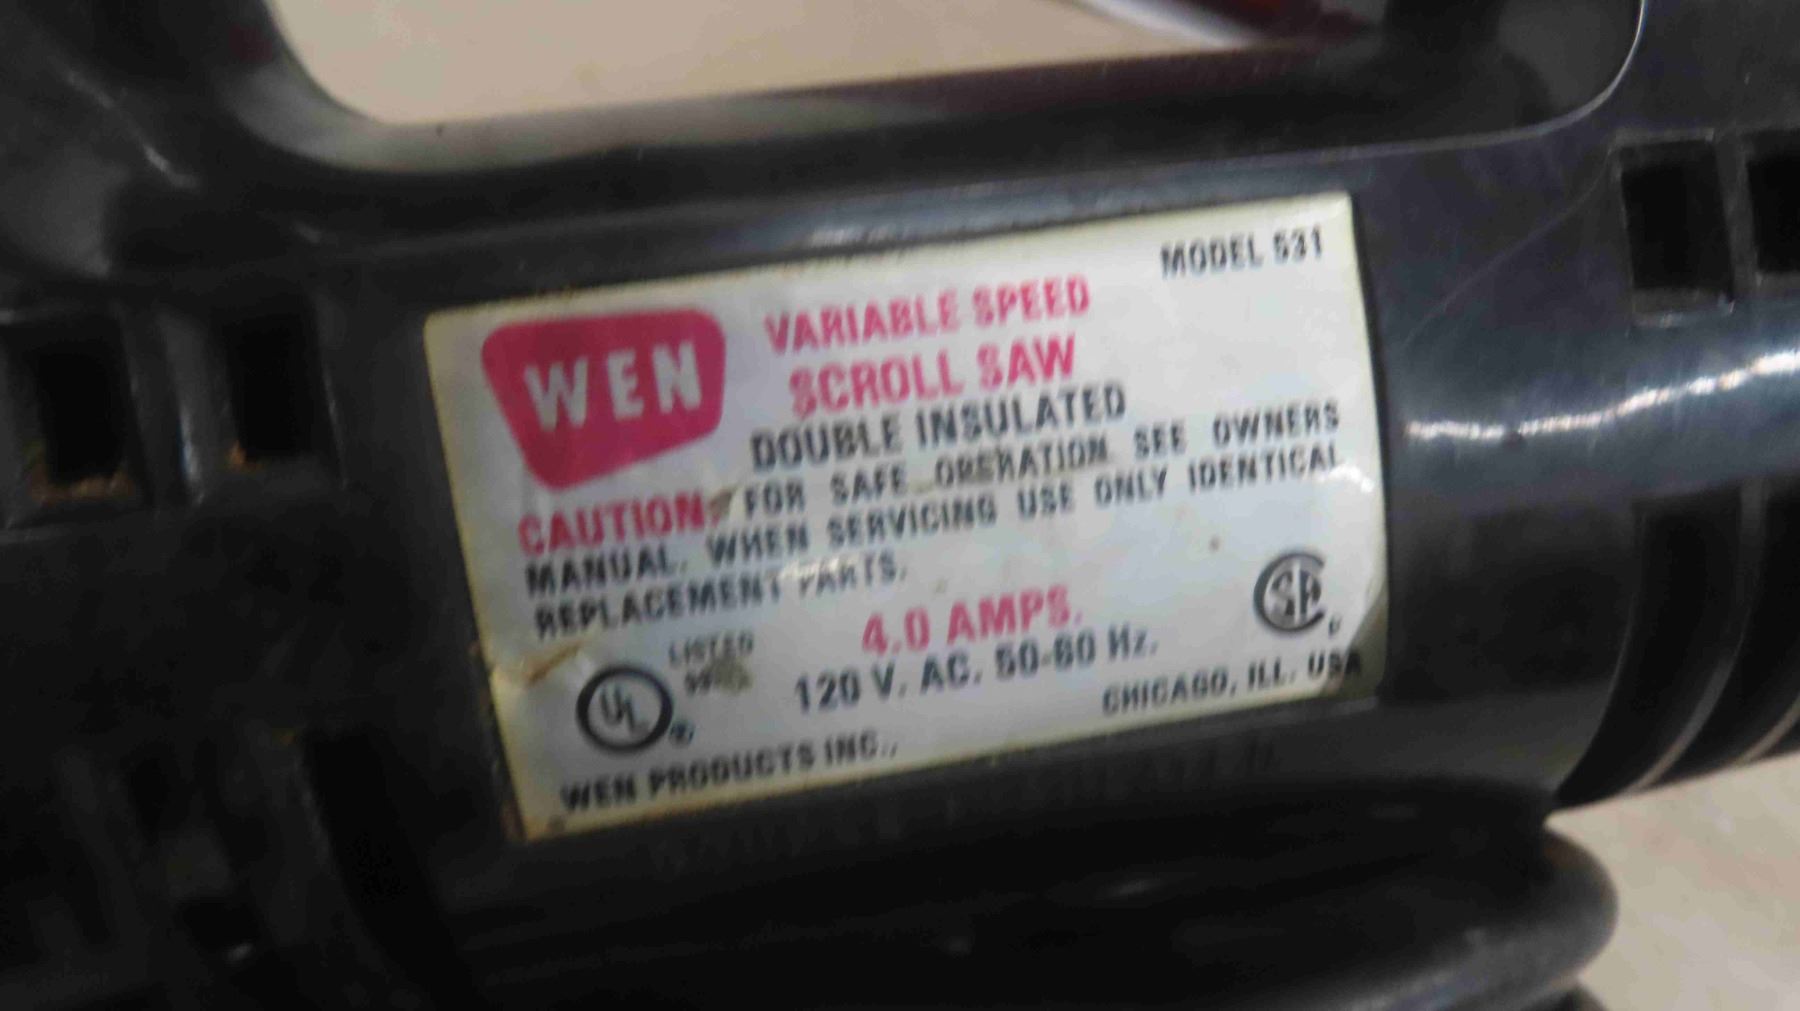 MODEL 531
WEN
VARIABLE SPEED
SCROLL SAW
DOUBLE INSULATED
CAUTION: FOR SAFE OPERATION SEE OWNERS
MANUAL. WHEN SERVICING USE ONLY IDENTICAL
REPLACEMENT PARTS.
4.0 AMPS.
120 V. AC. 50-60 Hz.
UL
LISTED
SA
WEN PRODUCTS INC., CHICAGO, ILL. USA